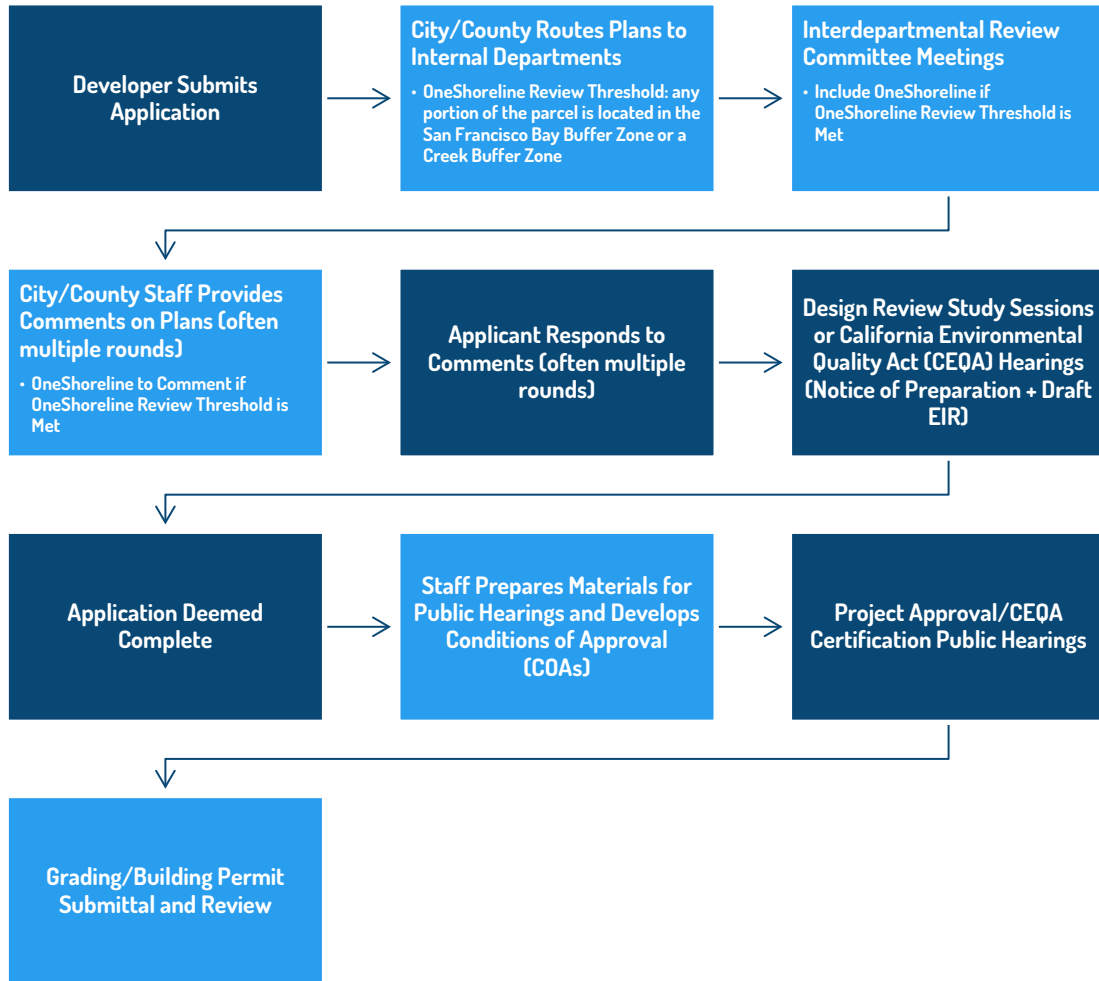 Developer Submits
Application
City/County Routes Plans to
Internal Departments
• OneShoreline Review Threshold: any
portion of the parcel is located in the
San Francisco Bay Buffer Zone or a
Creek Buffer Zone
Interdepartmental Review
Committee Meetings
• Include OneShoreline if
OneShoreline Review Threshold is
Met
City/County Staff Provides
Comments on Plans (often
multiple rounds)
• OneShoreline to Comment if
OneShoreline Review Threshold is
Met
Applicant Responds to
Comments (often multiple
rounds)
Design Review Study Sessions
or California Environmental
Quality Act (CEQA) Hearings
(Notice of Preparation + Draft
EIR)
Application Deemed
Complete
Staff Prepares Materials for
Public Hearings and Develops
Conditions of Approval
(COAs)
Project Approval/CEQA
Certification Public Hearings
Grading/Building Permit
Submittal and Review